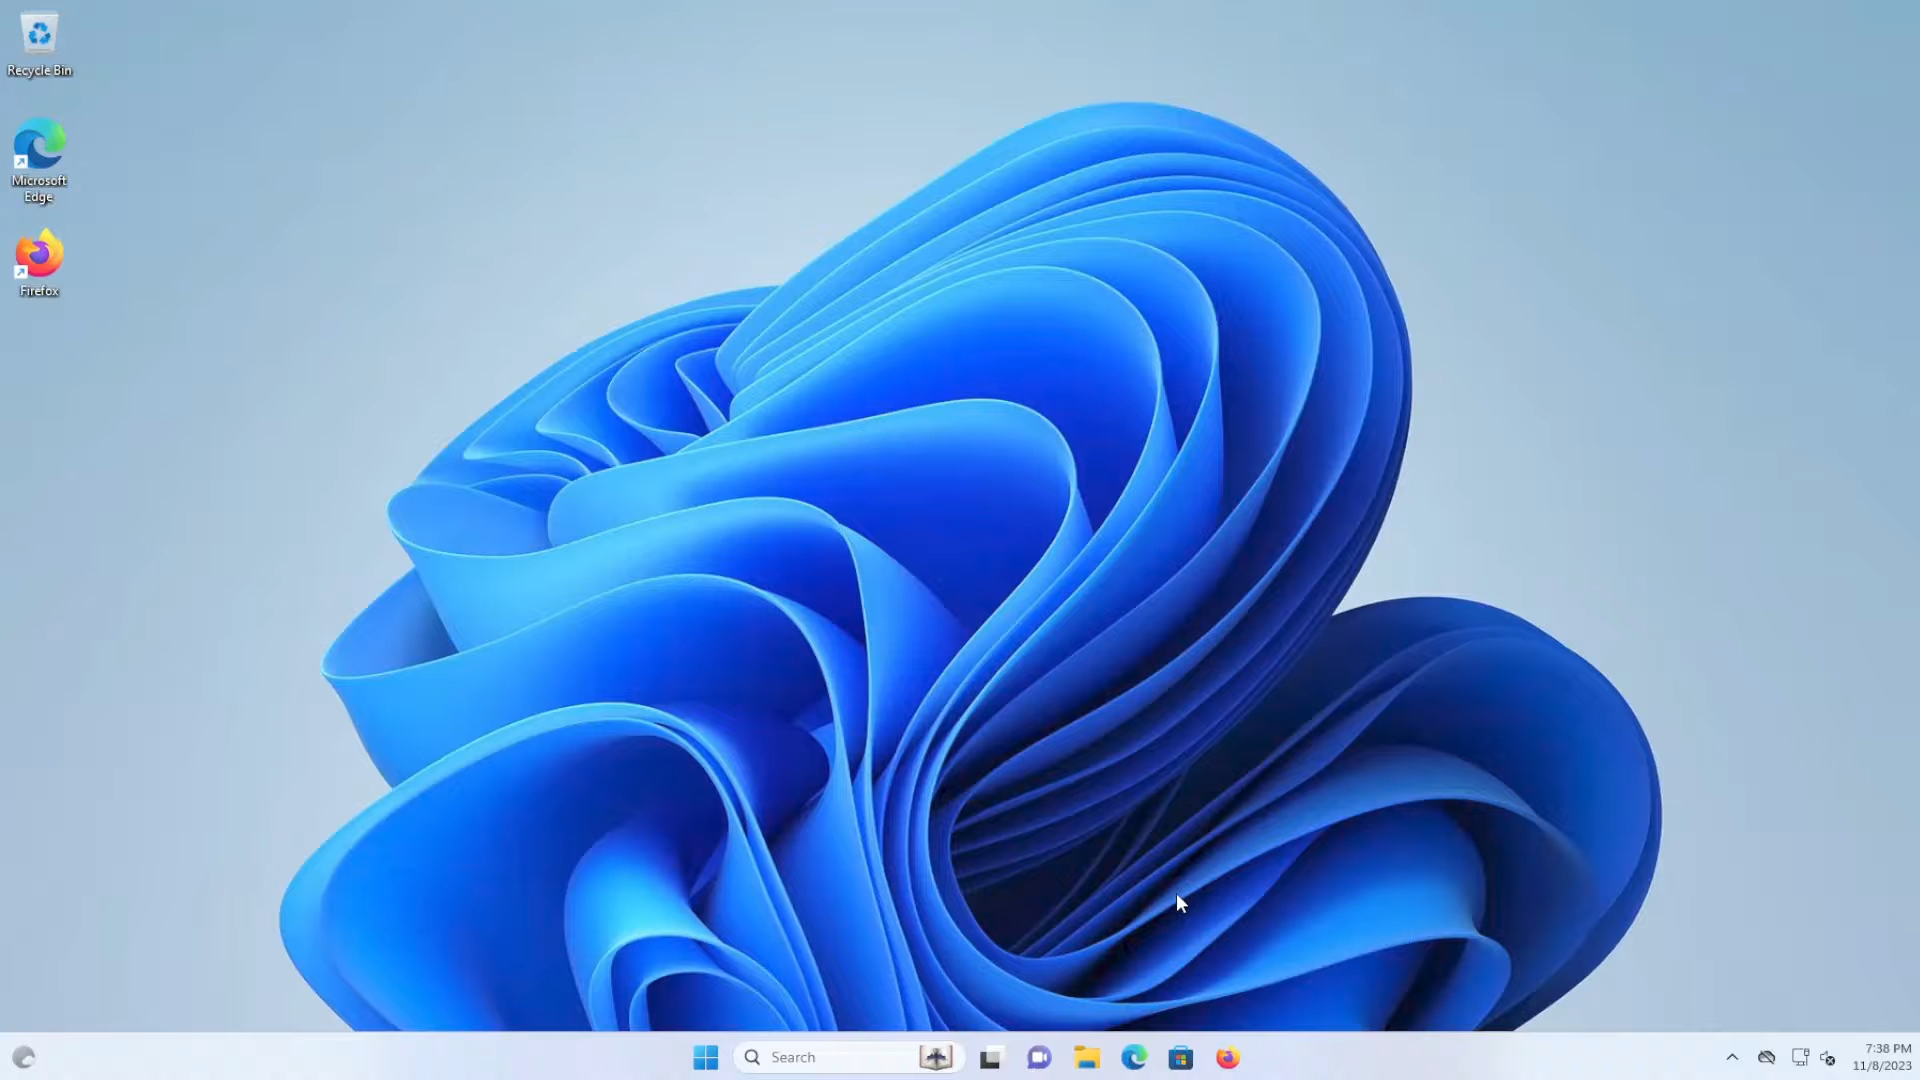 Recycle Bin
Microsoft
Edge
Firefox
Search
7:38 PM
11/8/2023